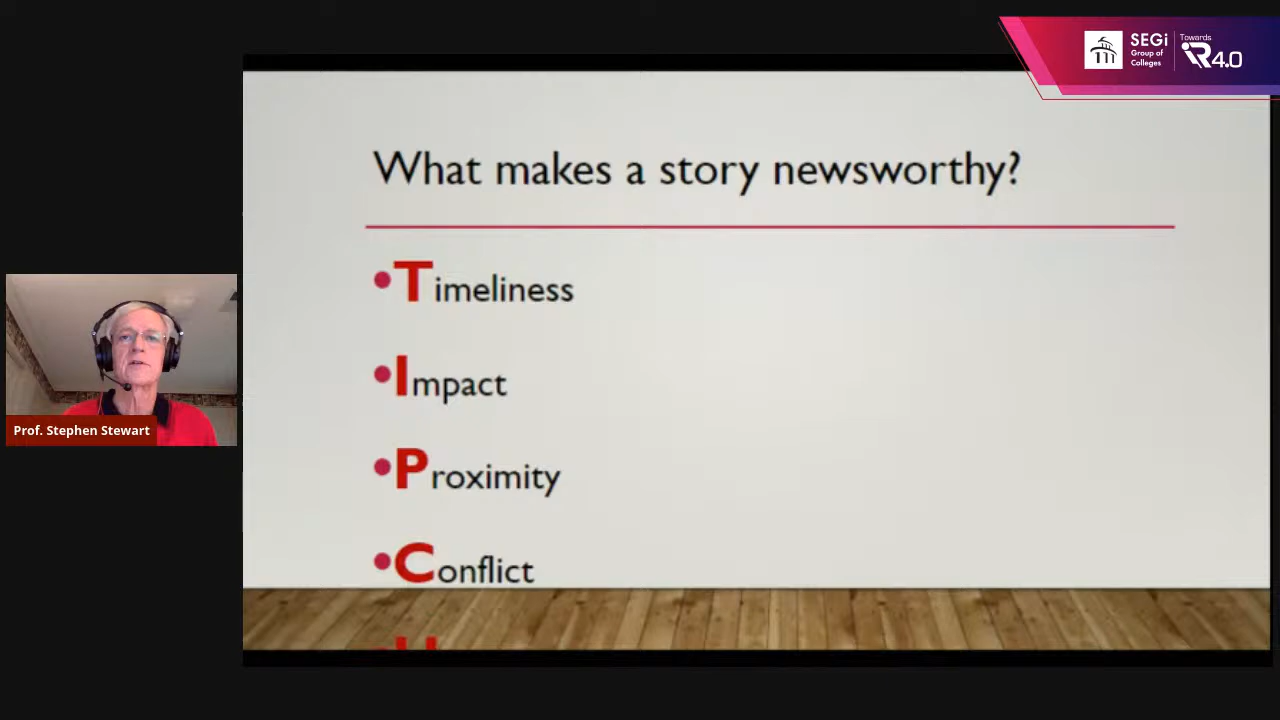 SEGi
Group of
Colleges
Towards
iR4.0
What makes a story newsworthy?
•Timeliness
•Impact
•Proximity
•Conflict
Prof. Stephen Stewart